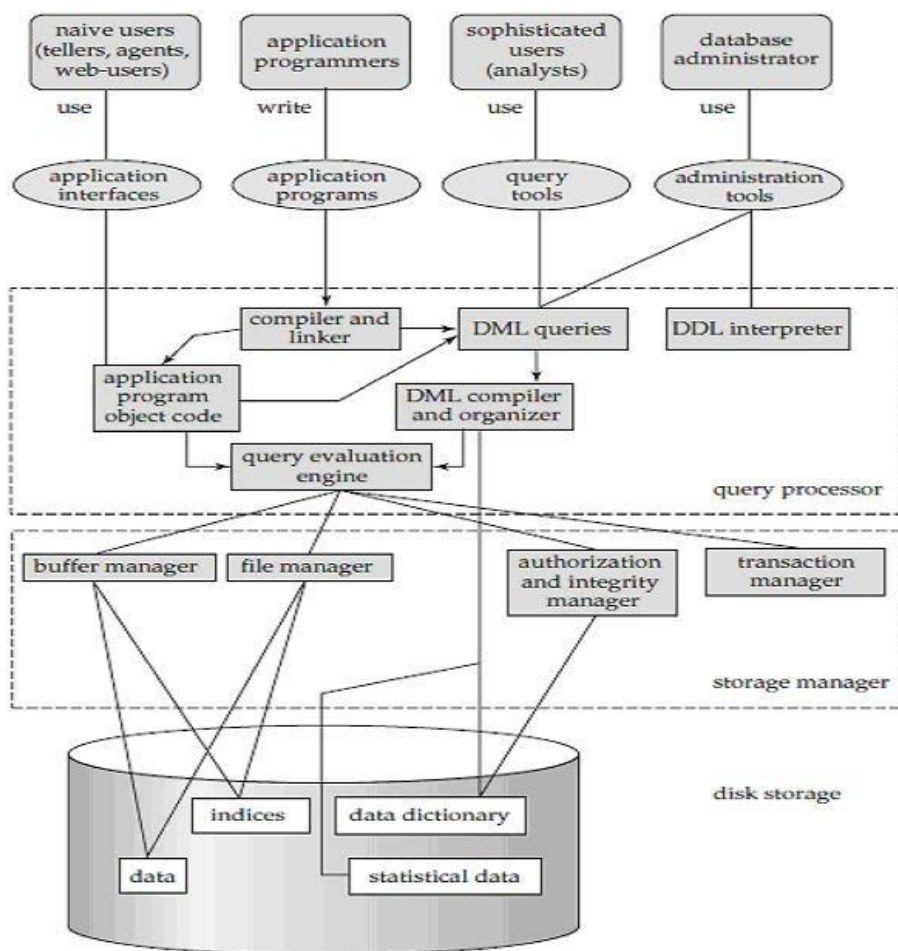 naive users
(tellers, agents,
web-users)
application
programmers
sophisticated
users
(analysts)
database
administrator
use
write
use
use
application
interfaces
application
programs
query
tools
administration
tools
compiler and
linker
DML queries
DDL interpreter
application
program
object code
DML compiler
and organizer
query evaluation
engine
query processor
buffer manager
file manager
authorization
and integrity
manager
transaction
manager
storage manager
disk storage
indices
data dictionary
data
statistical data